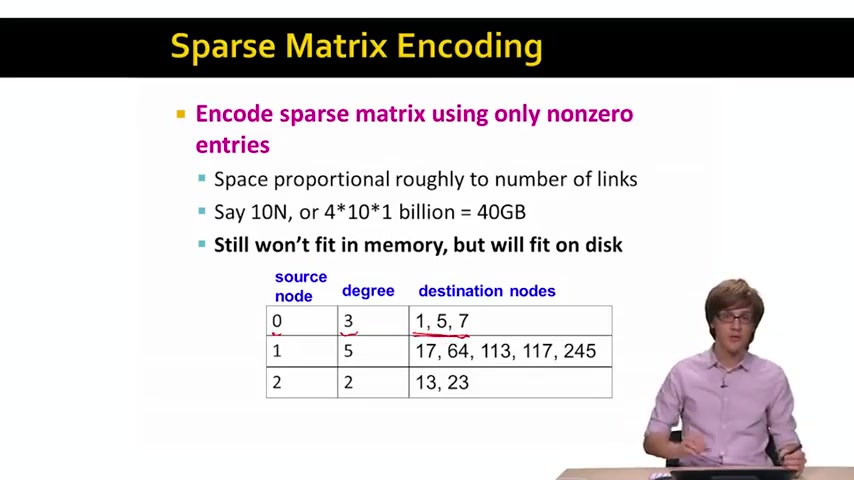 Sparse Matrix Encoding
Encode sparse matrix using only nonzero
entries
Space proportional roughly to number of links
Say 10N, or 4*10*1 billion = 40GB
Still won't fit in memory, but will fit on disk
source
node degree destination nodes
0 3 1, 5, 7
1 5 17, 64, 113, 117, 245
2 2 13, 23